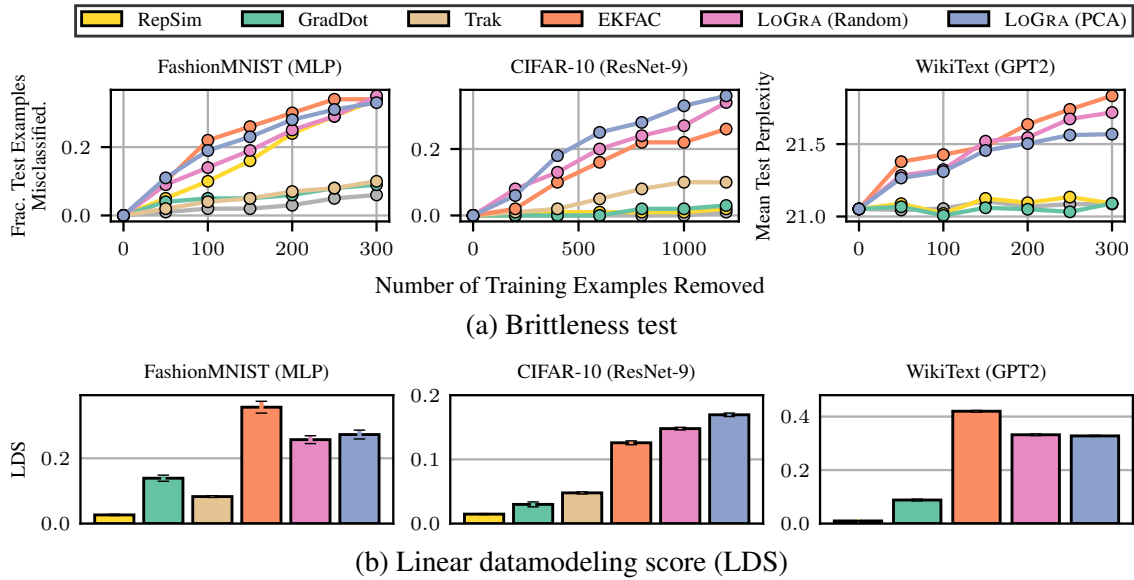 RepSim GradDot Trak EKFAC LOGRA (Random) LOGRA (PCA)
FashionMNIST (MLP) CIFAR-10 (ResNet-9) WikiText (GPT2)
Frac. Test Examples
Misclassified.
0.2
0.0
0 100 200 300
0.2
0.0
0 500 1000
Mean Test Perplexity
21.5
21.0
0 100 200 300
Number of Training Examples Removed
(a) Brittleness test
FashionMNIST (MLP) CIFAR-10 (ResNet-9) WikiText (GPT2)
LDS
0.2
0.0
0.2
0.1
0.0
0.4
0.2
0.0
(b) Linear datamodeling score (LDS)